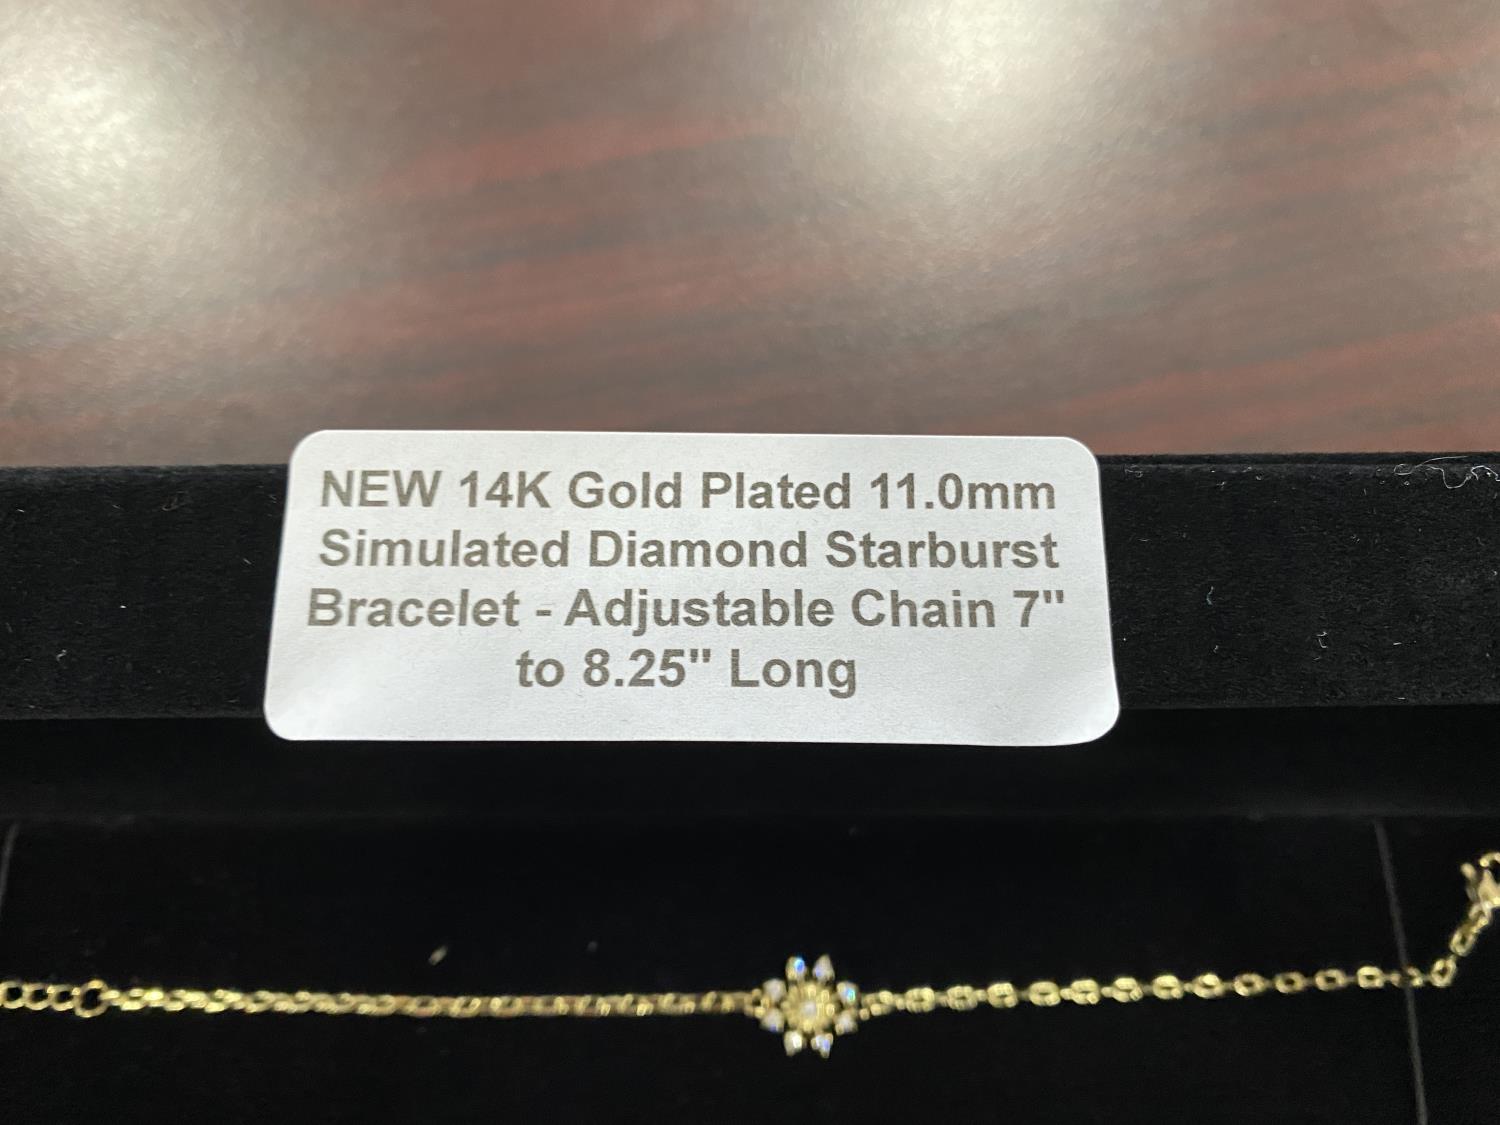 NEW 14K Gold Plated 11.0mm
Simulated Diamond Starburst
Bracelet - Adjustable Chain 7"
to 8.25" Long